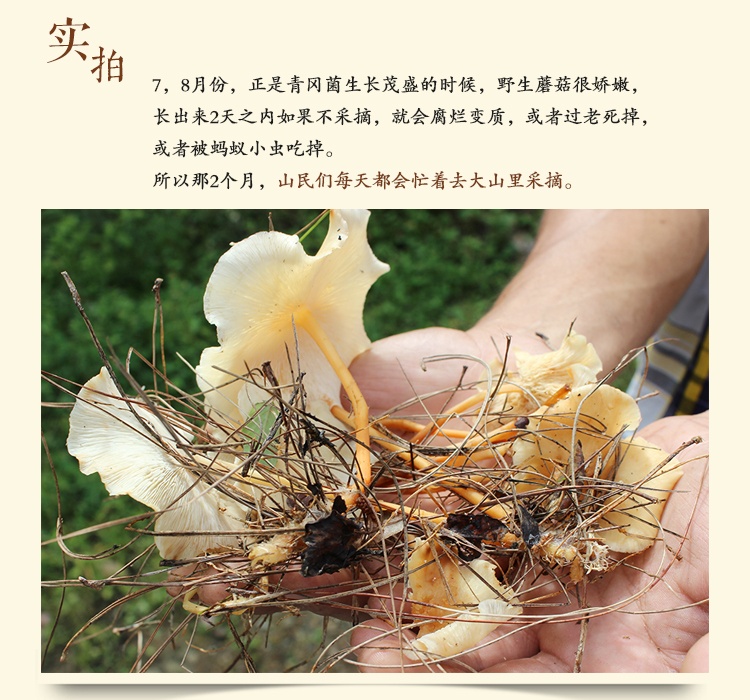 实拍
7，8月份，正是青冈菌生长茂盛的时候，野生蘑菇很娇嫩，
长出来2天之内如果不采摘，就会腐烂变质，或者过老死掉，
或者被蚂蚁小虫吃掉。
所以那2个月，山民们每天都会忙着去大山里采摘。